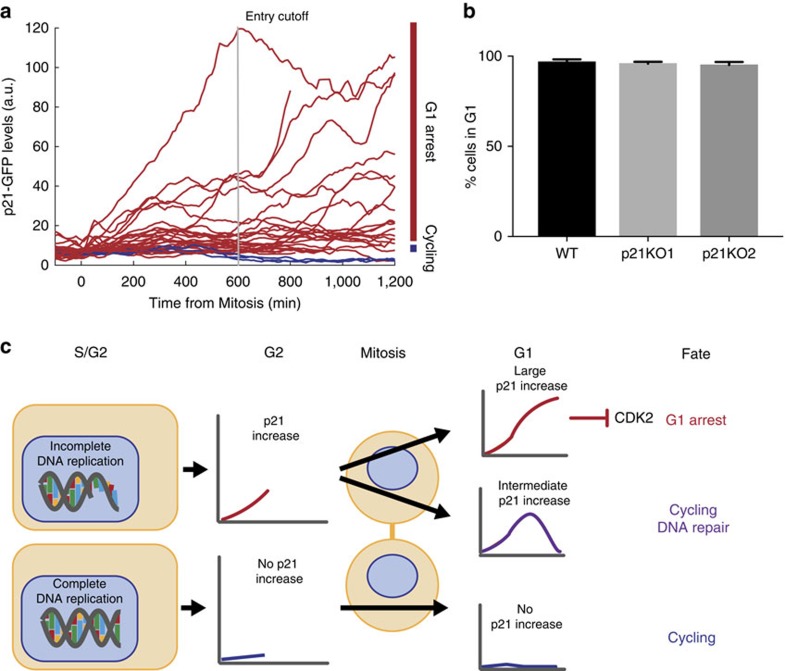 a
Entry cutoff
p21-GFP levels (a.u.)
120
100
80
60
40
20
0
0
200
400
600
800
1,000
1,200
Time from Mitosis (min)
G1 arrest
Cycling
b
% cells in G1
100
50
0
WT
p21KO1
p21KO2
c
S/G2
G2
Mitosis
G1
Fate
Incomplete
DNA replication
p21
increase
Large
p21 increase
CDK2
G1 arrest
Intermediate
p21 increase
Cycling
DNA repair
Complete
DNA replication
No p21
increase
No
p21 increase
Cycling